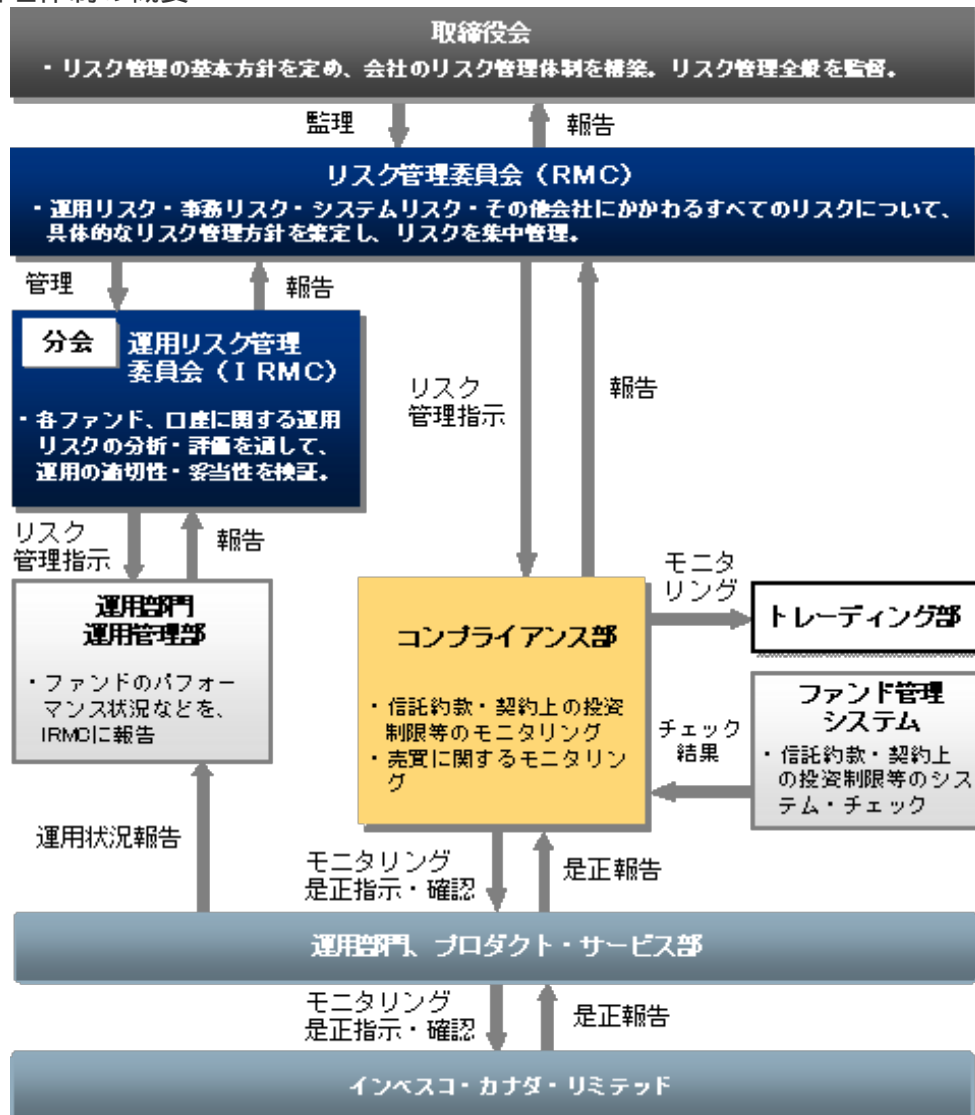 取締役会
・リスク管理の基本方針を定め、会社のリスク管理体制を構築。リスク管理全般を監督。
監理
報告
リスク管理委員会(RMC)
・運用リスク・事務リスク・システムリスク・その他会社にかかわるすべてのリスクについて、
具体的なリスク管理方針を策定し、リスクを集中管理。
管理
報告
分会
運用リスク管理
委員会(IRMC)
・各ファンド、口座に関する運用
リスクの分析・評価を通して、
運用の適切性・妥当性を検証。
リスク
管理指示
報告
リスク
管理指示
報告
運用部門
運用管理部
・ファンドのパフォー
マンス状況などを、
IRMCに報告
コンプライアンス部
・信託約款・契約上の投資
制限等のモニタリング
・売買に関するモニタリン
グ
モニタ
リング
トレーディング部
チェック
結果
ファンド管理
システム
・信託約款・契約上
の投資制限等のシス
テム・チェック
運用状況報告
モニタリング
是正指示・確認
是正報告
運用部門、プロダクト・サービス部
モニタリング
是正指示・確認
是正報告
インベスコ・カナダ・リミテッド